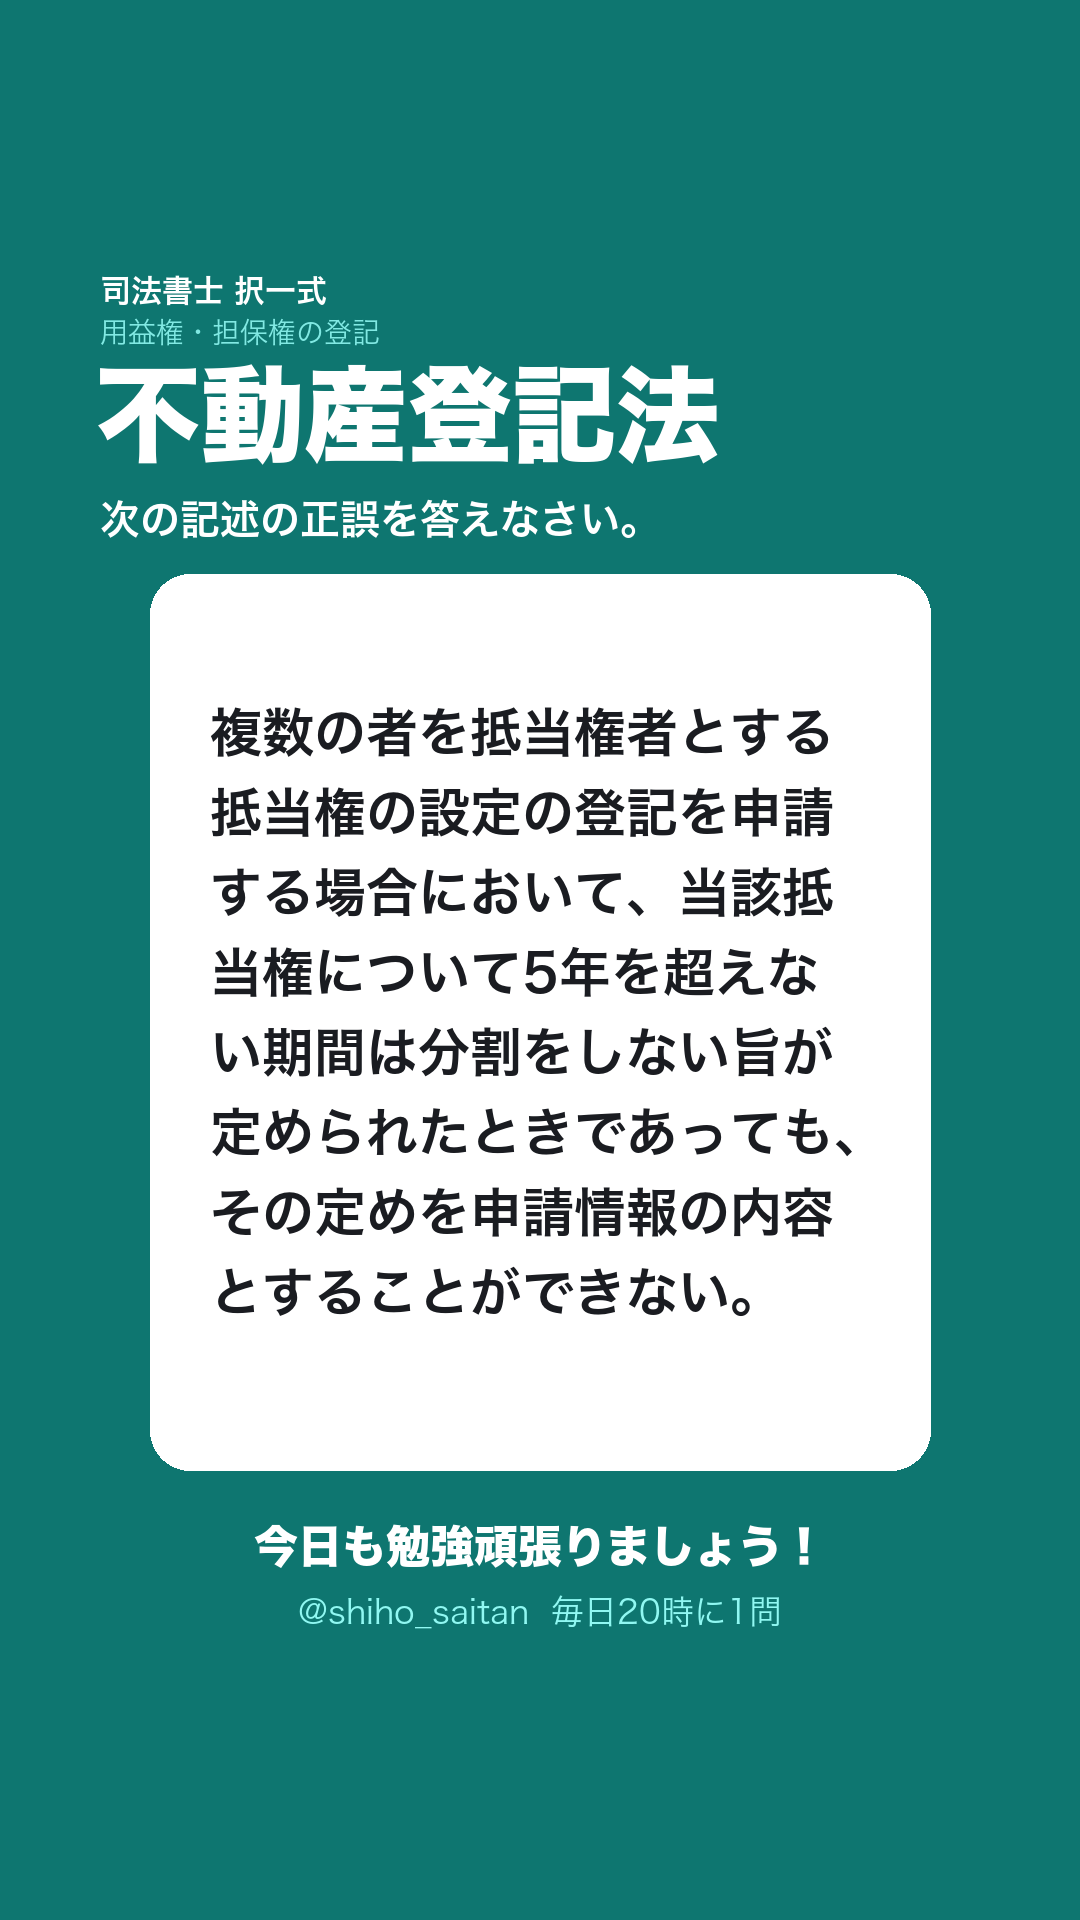 司法書士 択一式
用益権・担保権の登記
不動産登記法
次の記述の正誤を答えなさい。
複数の者を抵当権者とする
抵当権の設定の登記を申請
する場合において、当該抵
当権について5年を超えな
い期間は分割をしない旨が
定められたときであっても、
その定めを申請情報の内容
とすることができない。
今日も勉強頑張りましょう！
@shiho_saitan 毎日20時に1問